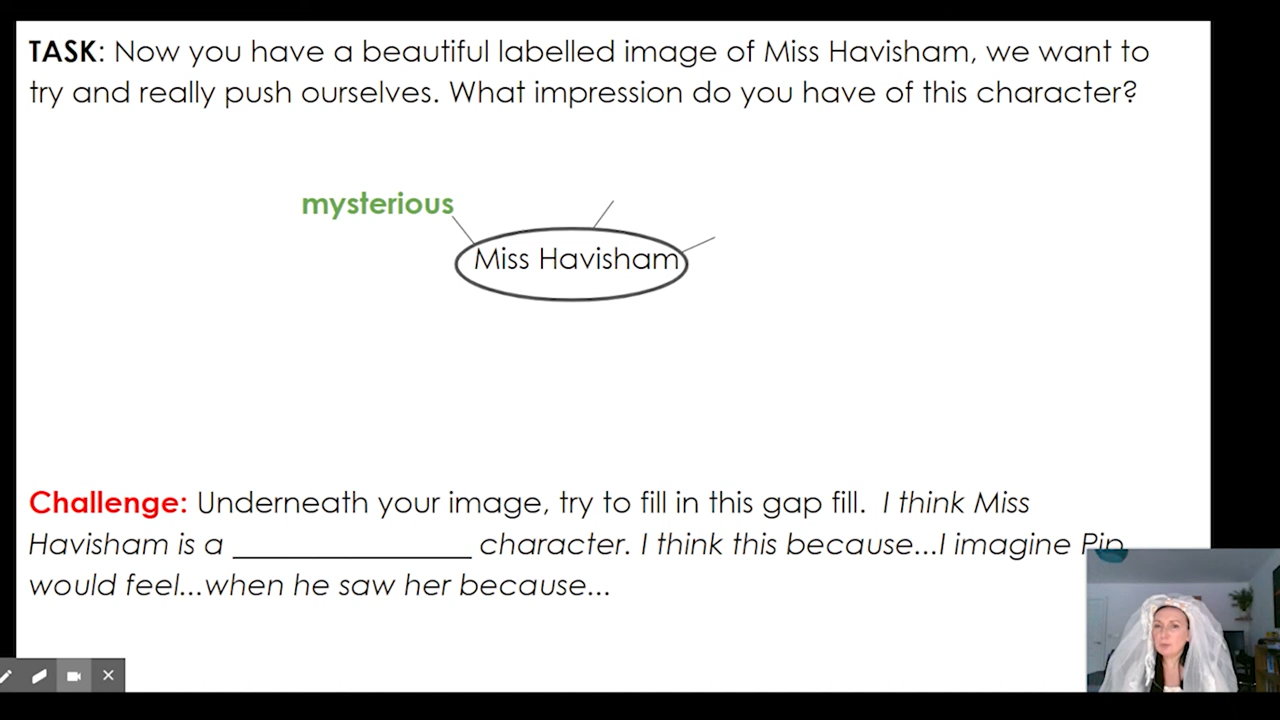 TASK: Now you have a beautiful labelled image of Miss Havisham, we want to
try and really push ourselves. What impression do you have of this character?
mysterious
Miss Havisham
Challenge: Underneath your image, try to fill in this gap fill. I think Miss
Havisham is a ________________ character. I think this because...I imagine Pip
would feel...when he saw her because...